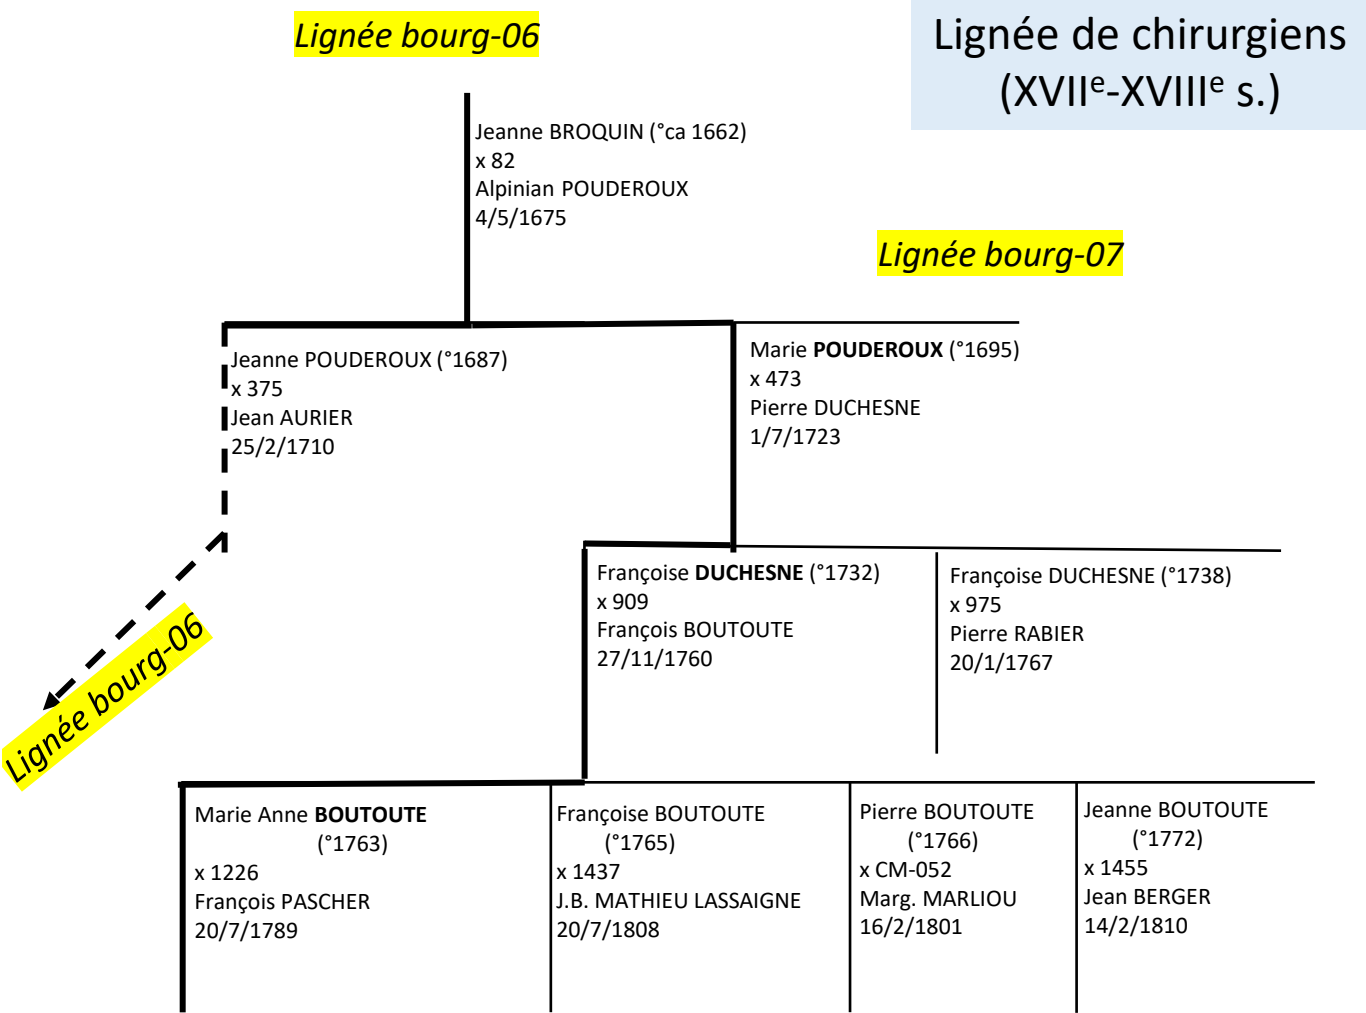 Lignée bourg-06
Lignée de chirurgiens
(XVIIᵉ-XVIIIᵉ s.)
Jeanne BROQUIN (°ca 1662)
x 82
Alpinian POUDEROUX
4/5/1675
Lignée bourg-07
Jeanne POUDEROUX (°1687)
x 375
Jean AURIER
25/2/1710
Marie POUDEROUX (°1695)
x 473
Pierre DUCHESNE
1/7/1723
Lignée bourg-06
Françoise DUCHESNE (°1732)
x 909
François BOUTOUTE
27/11/1760
Françoise DUCHESNE (°1738)
x 975
Pierre RABIER
20/1/1767
Marie Anne BOUTOUTE
(°1763)
x 1226
François PASCHER
20/7/1789
Françoise BOUTOUTE
(°1765)
x 1437
J.B. MATHIEU LASSAIGNE
20/7/1808
Pierre BOUTOUTE
(°1766)
x CM-052
Marg. MARLIOU
16/2/1801
Jeanne BOUTOUTE
(°1772)
x 1455
Jean BERGER
14/2/1810